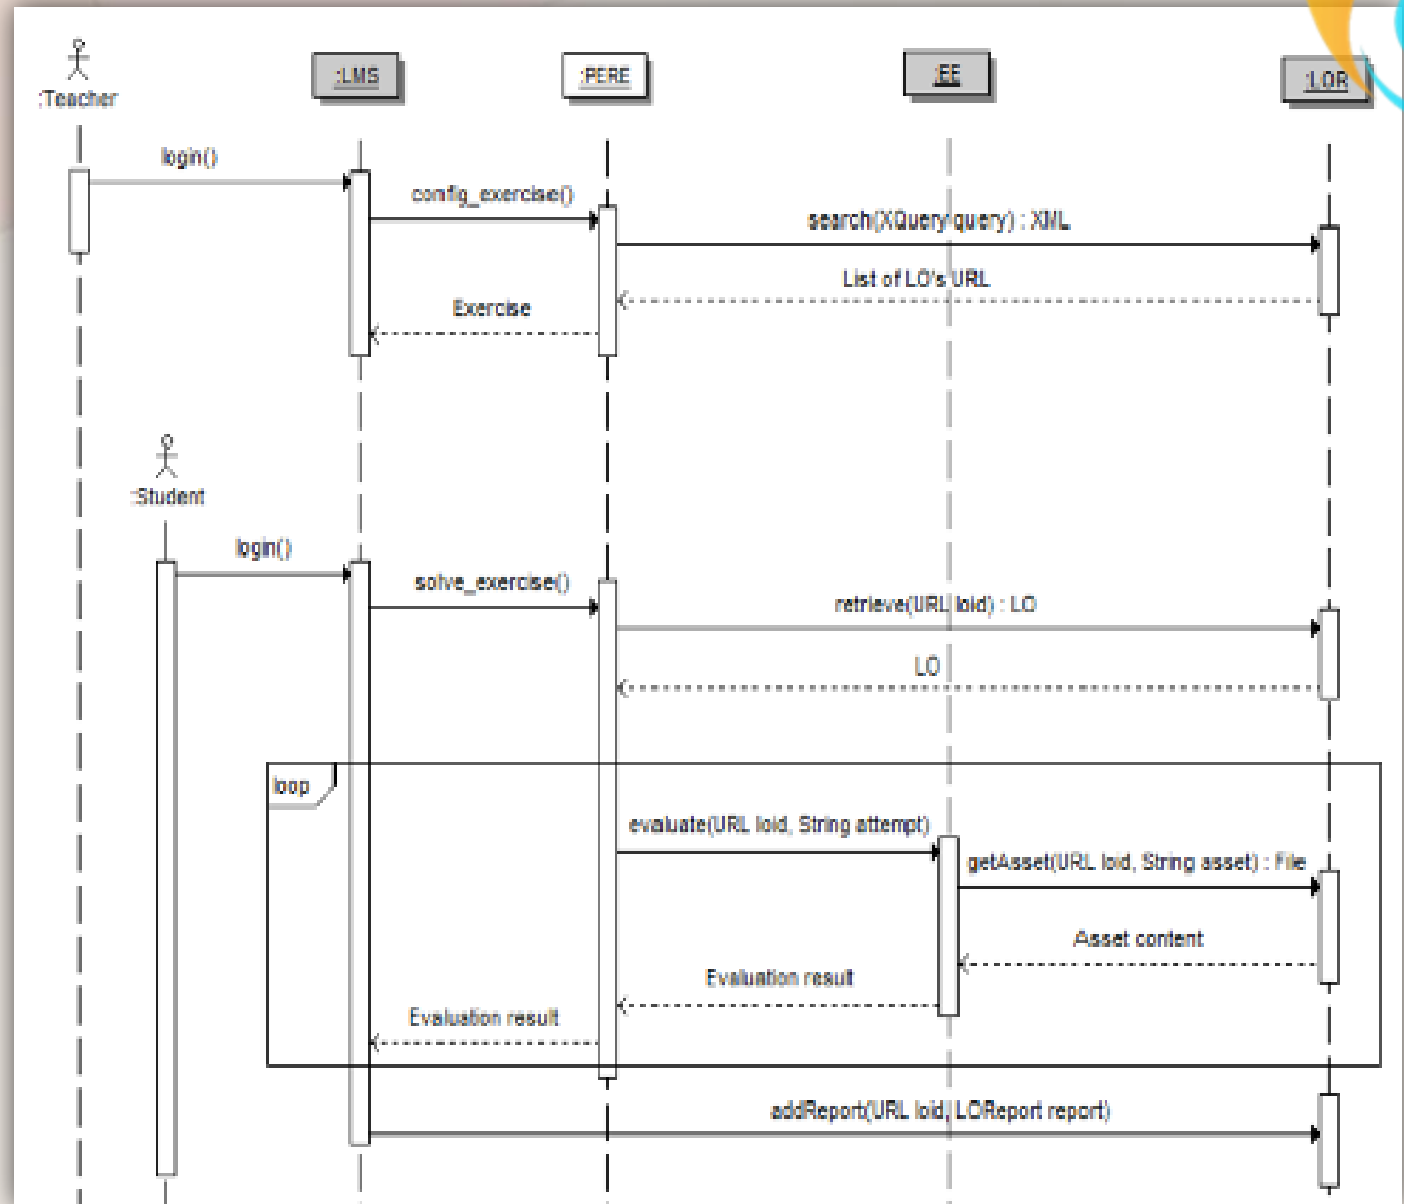 :Teacher
:LMS
:PERE
:EE
:LOR
login()
config_exercise()
search(XQuery query) : XML
List of LO's URL
Exercise
:Student
login()
solve_exercise()
retrieve(URL loid) : LO
LO
loop
evaluate(URL loid, String attempt)
getAsset(URL loid, String asset) : File
Asset content
Evaluation result
Evaluation result
addReport(URL loid, LOReport report)